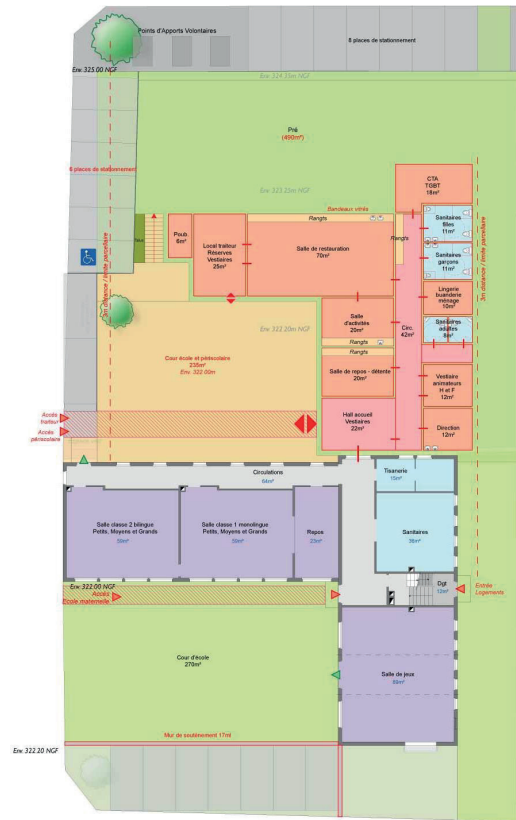 Points d'Apports Volontaires
8 places de stationnement
Env. 325.00 NGF
Env. 324.35m NGF
Pré
(490m²)
6 places de stationnement
CTA
TGBT
18m²
Env. 323.25m NGF
3m distance / limite parcellaire
3m distance / limite parcellaire
Bandeaux vitrés
Rangts
Rangts
Sanitaires
filles
11m²
Poub.
6m²
Local traiteur
Réserves
Vestiaires
25m²
Salle de restauration
70m²
Sanitaires
garçons
11m²
Lingerie
buanderie
ménage
10m²
Salle
d'activités
20m²
Env. 322.20m NGF
Circ.
42m²
Sanitaires
adultes
8m²
Rangts
Rangts
Cour école et périscolaire
235m²
Env. 322.00m
Salle de repos - détente
20m²
Vestiaire
animateurs
H et F
12m²
Accès
traiteur
Accès
périscolaire
Hall accueil
Vestiaires
22m²
Direction
12m²
Circulations
64m²
Tisanerie
15m²
Salle classe 2 bilingue
Petits, Moyens et Grands
59m²
Salle classe 1 monolingue
Petits, Moyens et Grands
59m²
Repos
23m²
Sanitaires
Env. 322.00 NGF
Accès
Ecole maternelle
Dgt
Entrée
Logements
Cour d'école
270m²
Salle de jeux
Mur de soutènement 17ml
Env. 322.20 NGF